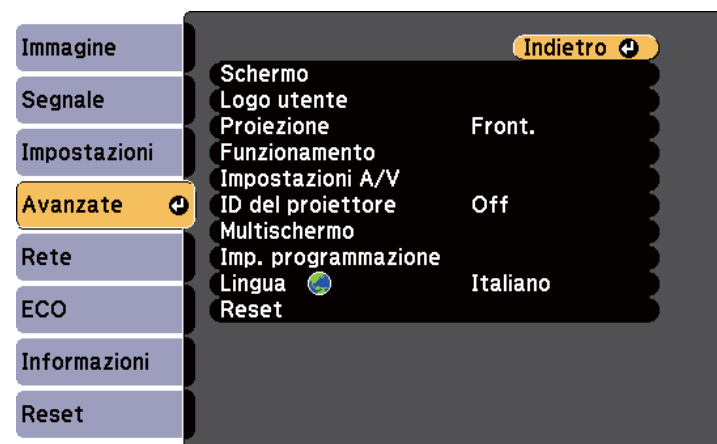 Immagine
Segnale
Impostazioni
Avanzate
Rete
ECO
Informazioni
Reset
Indietro
Schermo
Logo utente
Proiezione Front.
Funzionamento
Impostazioni A/V
ID del proiettore Off
Multischermo
Imp. programmazione
Lingua Italiano
Reset